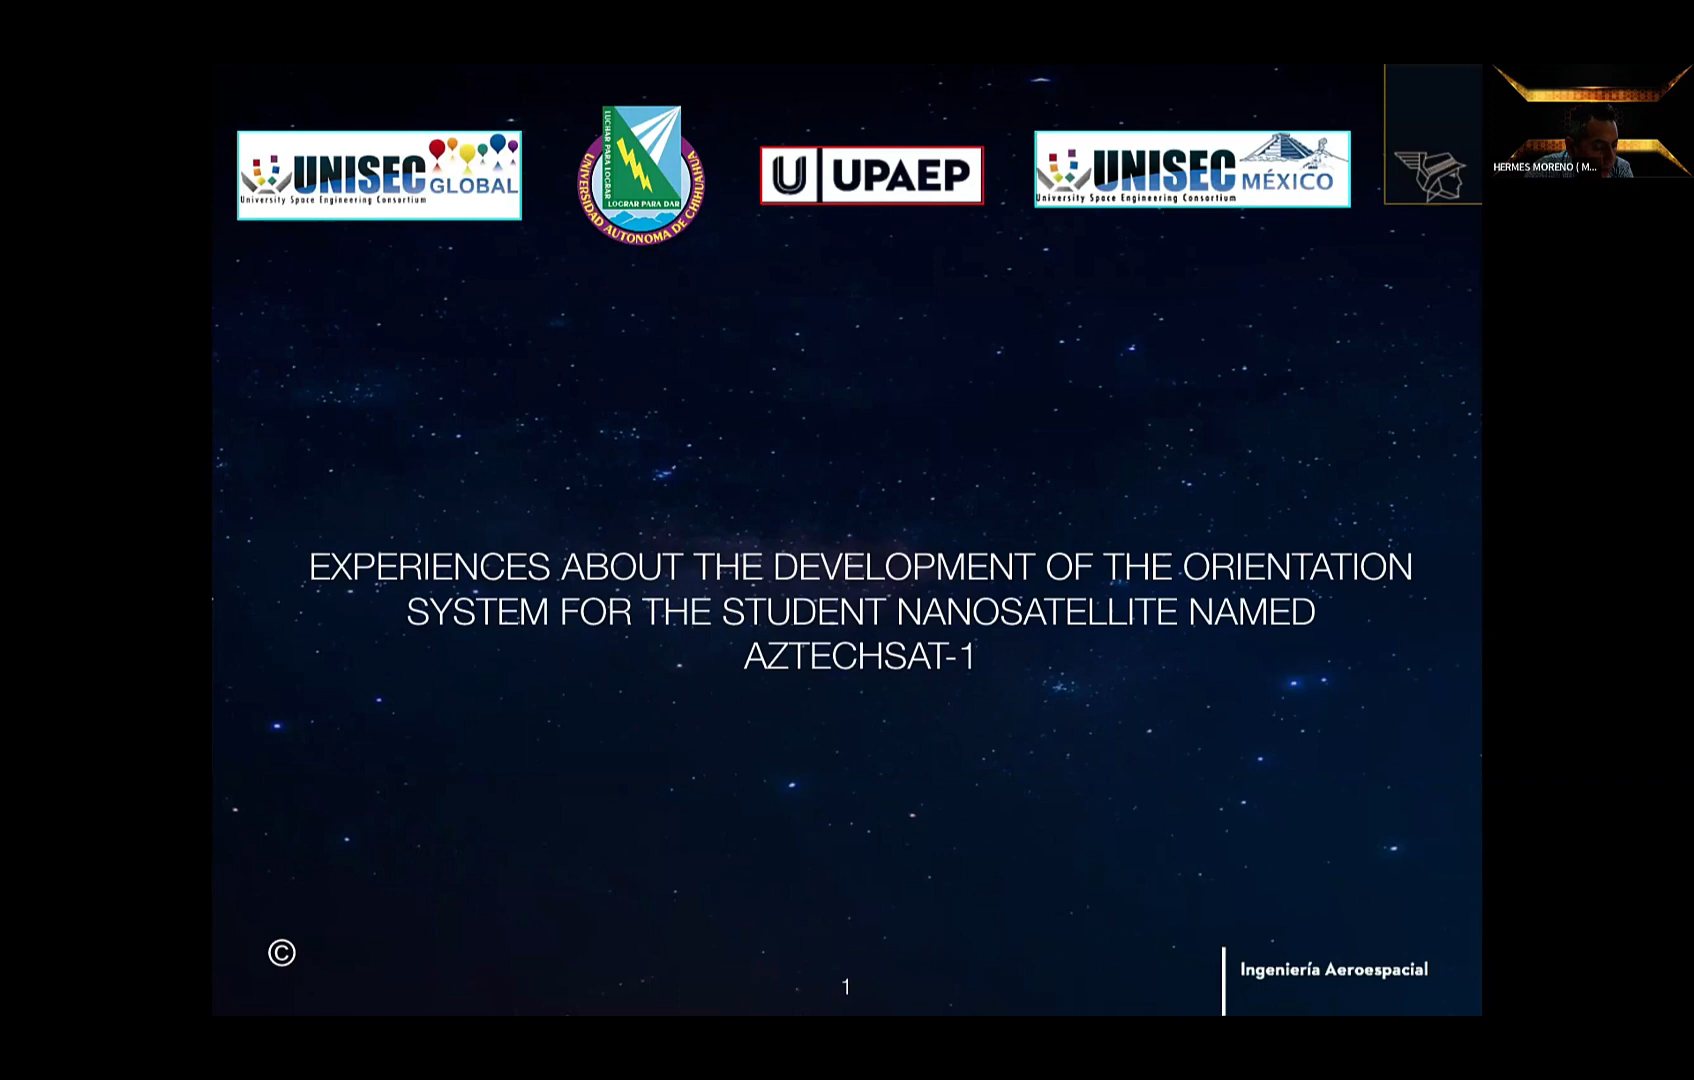 UNISEC GLOBAL
University Space Engineering Consortium
LUCHAR PARA LOGRAR
LOGRAR PARA DAR
UNIVERSIDAD AUTONOMA DE CHIHUAHUA
U UPAEP
UNISEC MÉXICO
University Space Engineering Consortium
HERMES MORENO ( M...
EXPERIENCES ABOUT THE DEVELOPMENT OF THE ORIENTATION
SYSTEM FOR THE STUDENT NANOSATELLITE NAMED
AZTECHSAT-1
©
Ingeniería Aeroespacial
1